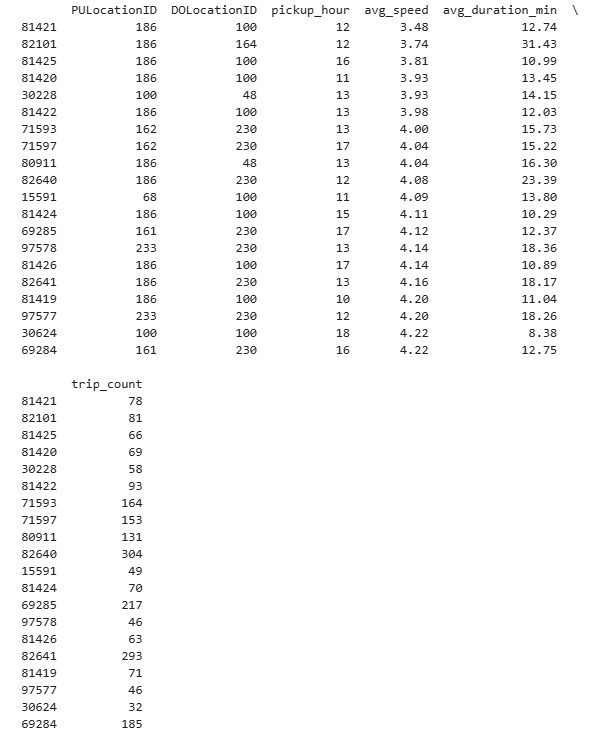 PULocationID DOLocationID pickup_hour avg_speed avg_duration_min \
81421 186 100 12 3.48 12.74
82101 186 164 12 3.74 31.43
81425 186 100 16 3.81 10.99
81420 186 100 11 3.93 13.45
30228 100 48 13 3.93 14.15
81422 186 100 13 3.98 12.03
71593 162 230 13 4.00 15.73
71597 162 230 17 4.04 15.22
80911 186 48 13 4.04 16.30
82640 186 230 12 4.08 23.39
15591 68 100 11 4.09 13.80
81424 186 100 15 4.11 10.29
69285 161 230 17 4.12 12.37
97578 233 230 13 4.14 18.36
81426 186 100 17 4.14 10.89
82641 186 230 13 4.16 18.17
81419 186 100 10 4.20 11.04
97577 233 230 12 4.20 18.26
30624 100 100 18 4.22 8.38
69284 161 230 16 4.22 12.75
trip_count
81421 78
82101 81
81425 66
81420 69
30228 58
81422 93
71593 164
71597 153
80911 131
82640 304
15591 49
81424 70
69285 217
97578 46
81426 63
82641 293
81419 71
97577 46
30624 32
69284 185